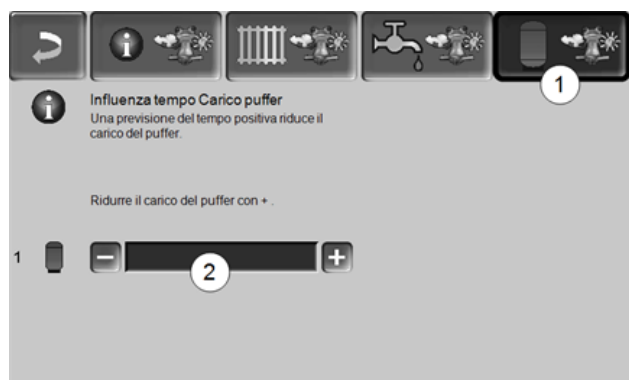 1
Influenza tempo Carico puffer
Una previsione del tempo positiva riduce il
carico del puffer.
Ridurre il carico del puffer con + .
1
2